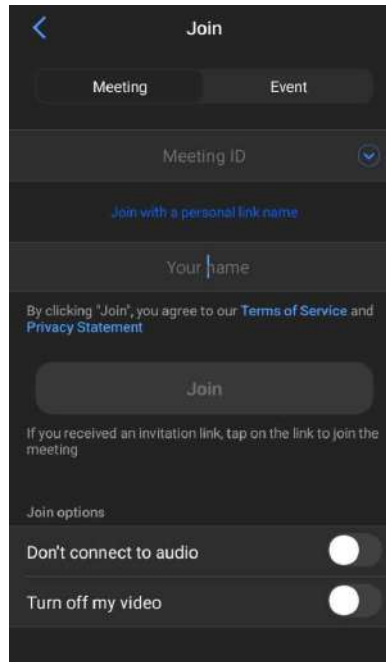 Join
Meeting Event
Meeting ID
Join with a personal link name
Your name
By clicking "Join", you agree to our Terms of Service and
Privacy Statement
Join
If you received an invitation link, tap on the link to join the
meeting
Join options
Don't connect to audio
Turn off my video